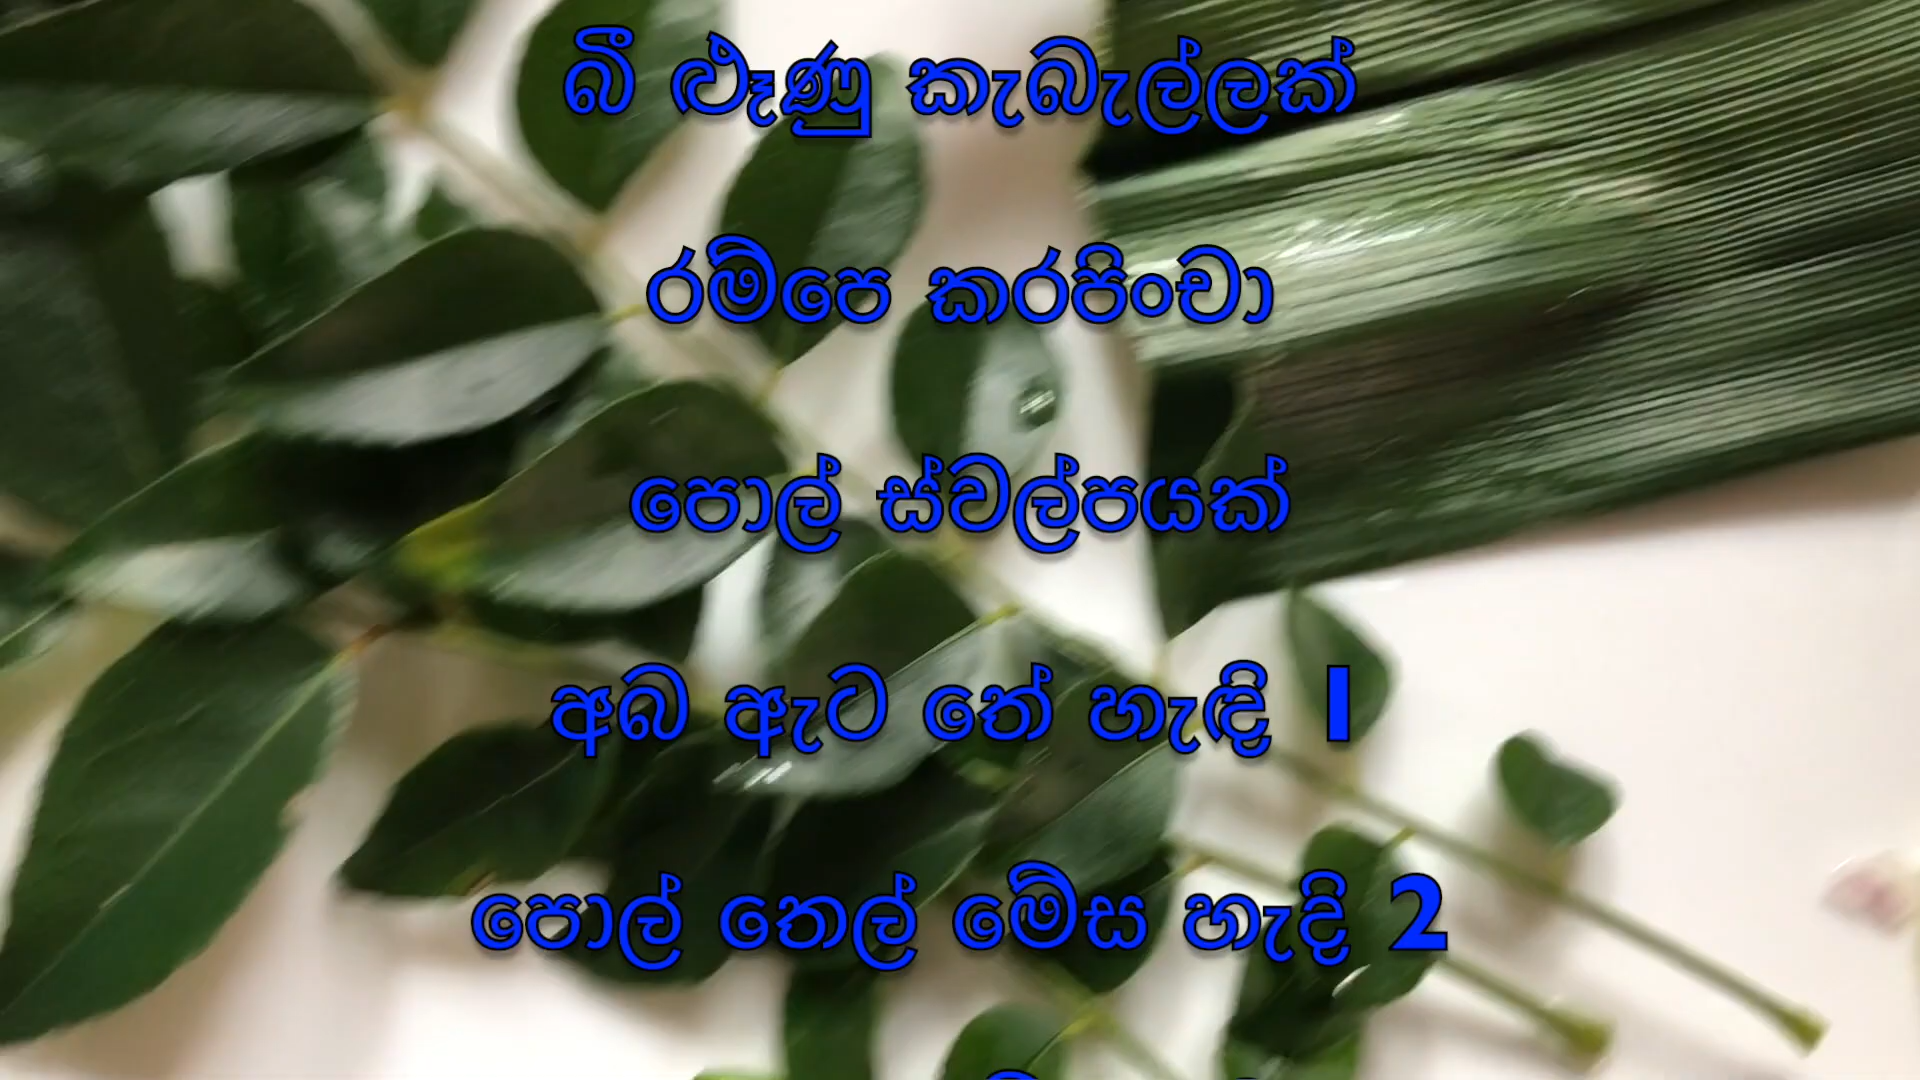 බී ළූණු කැබැල්ලක්
රම්පෙ කරපිංචා
පොල් ස්වල්පයක්
අබ ඇට තේ හැඳි 1
පොල් තෙල් මේස හැදි 2